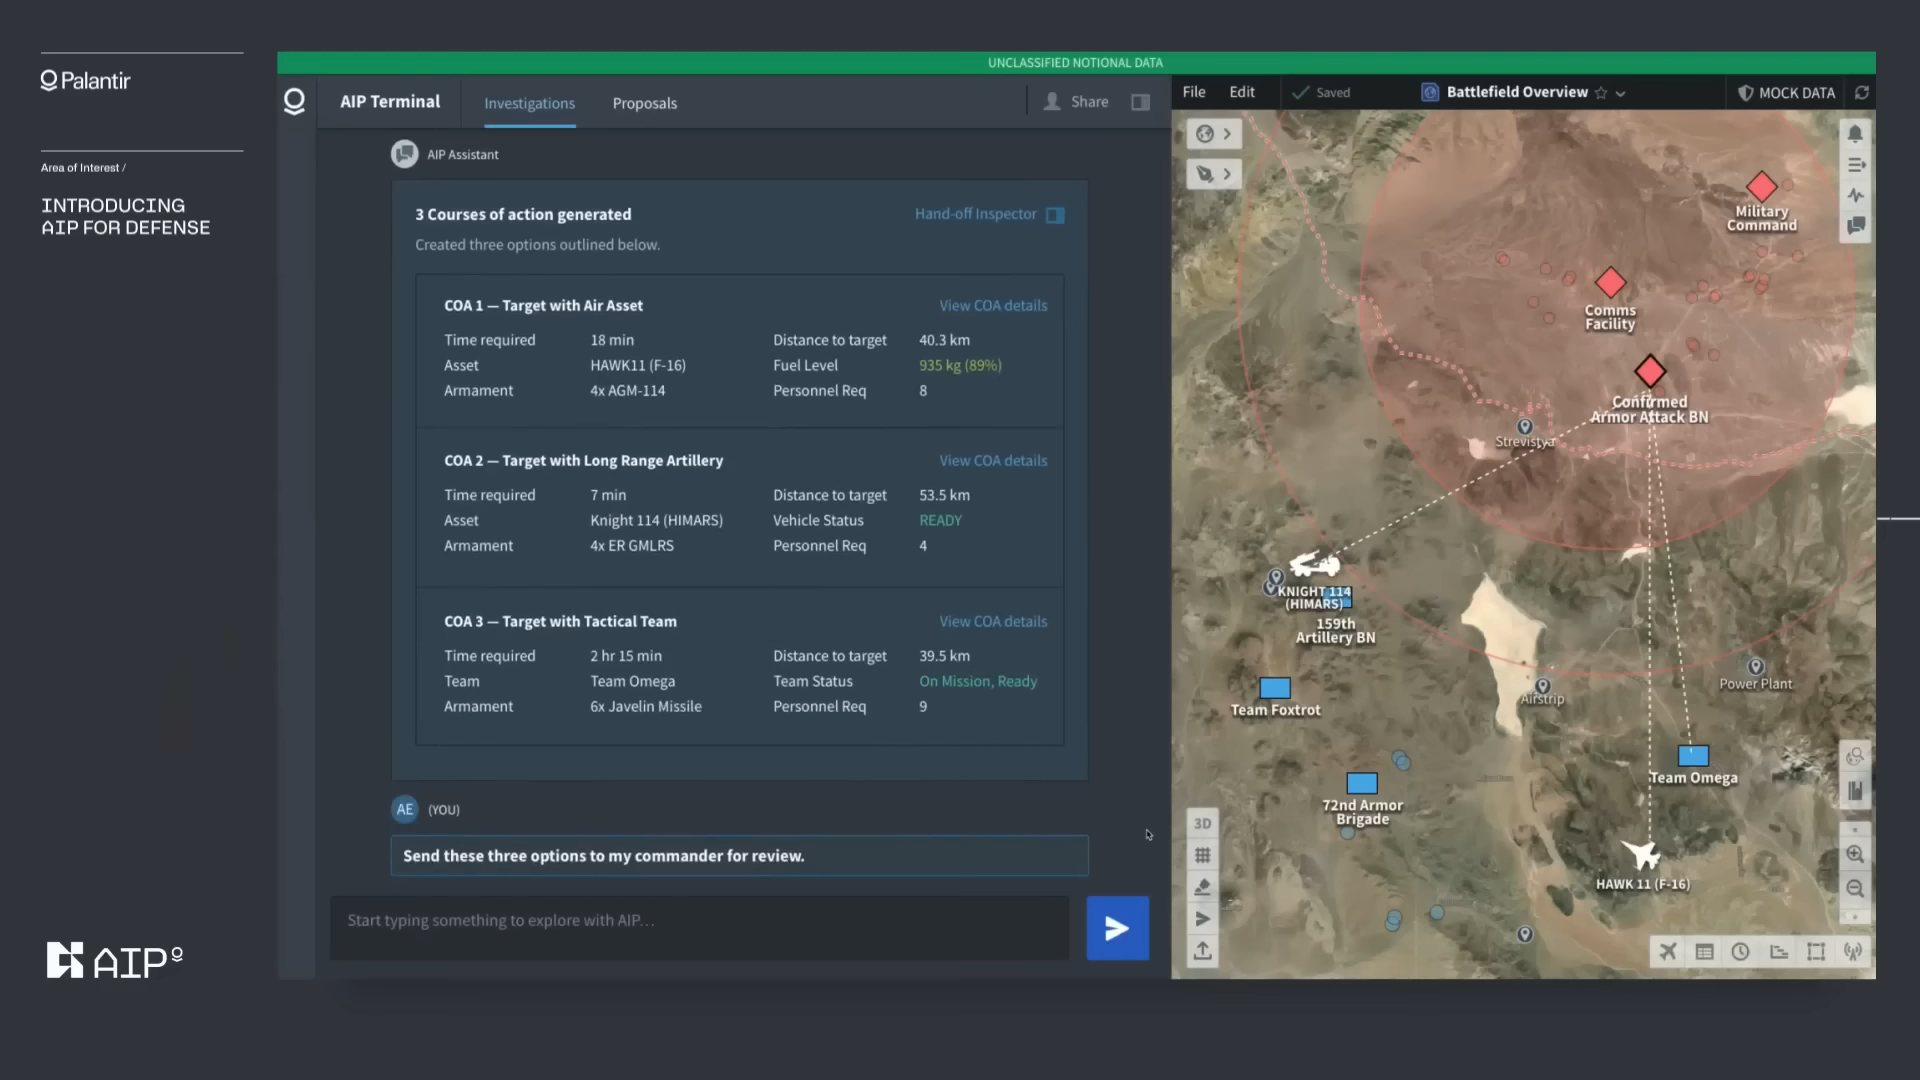 Palantir
Area of Interest /
INTRODUCING
AIP FOR DEFENSE
AIP
UNCLASSIFIED NOTIONAL DATA
AIP Terminal
Investigations
Proposals
Share
AIP Assistant
3 Courses of action generated
Hand-off Inspector
Created three options outlined below.
COA 1 — Target with Air Asset
View COA details
Time required 18 min Distance to target 40.3 km
Asset HAWK11 (F-16) Fuel Level 935 kg (89%)
Armament 4x AGM-114 Personnel Req 8
COA 2 — Target with Long Range Artillery
View COA details
Time required 7 min Distance to target 53.5 km
Asset Knight 114 (HIMARS) Vehicle Status READY
Armament 4x ER GMLRS Personnel Req 4
COA 3 — Target with Tactical Team
View COA details
Time required 2 hr 15 min Distance to target 39.5 km
Team Team Omega Team Status On Mission, Ready
Armament 6x Javelin Missile Personnel Req 9
AE (YOU)
Send these three options to my commander for review.
Start typing something to explore with AIP...
File Edit Saved
Battlefield Overview
MOCK DATA
Military
Command
Comms
Facility
Confirmed
Armor Attack BN
Strevistya
KNIGHT 114
(HIMARS)
159th
Artillery BN
Team Foxtrot
Airstrip
Power Plant
Team Omega
72nd Armor
Brigade
HAWK 11 (F-16)
3D